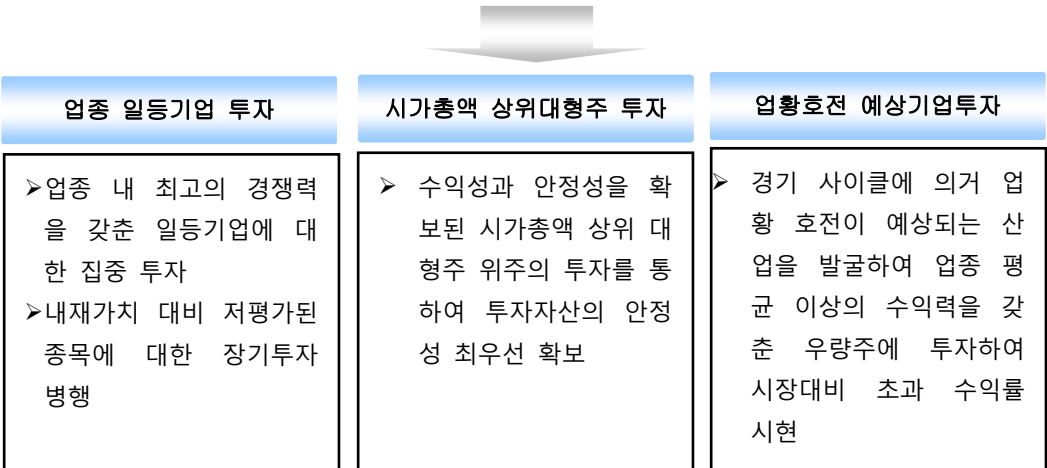 업종 일등기업 투자
➢업종 내 최고의 경쟁력
을 갖춘 일등기업에 대
한 집중 투자
➢내재가치 대비 저평가된
종목에 대한 장기투자
병행
시가총액 상위대형주 투자
➢ 수익성과 안정성을 확
보된 시가총액 상위 대
형주 위주의 투자를 통
하여 투자자산의 안정
성 최우선 확보
업황호전 예상기업투자
➢ 경기 사이클에 의거 업
황 호전이 예상되는 산
업을 발굴하여 업종 평
균 이상의 수익력을 갖
춘 우량주에 투자하여
시장대비 초과 수익률
시현